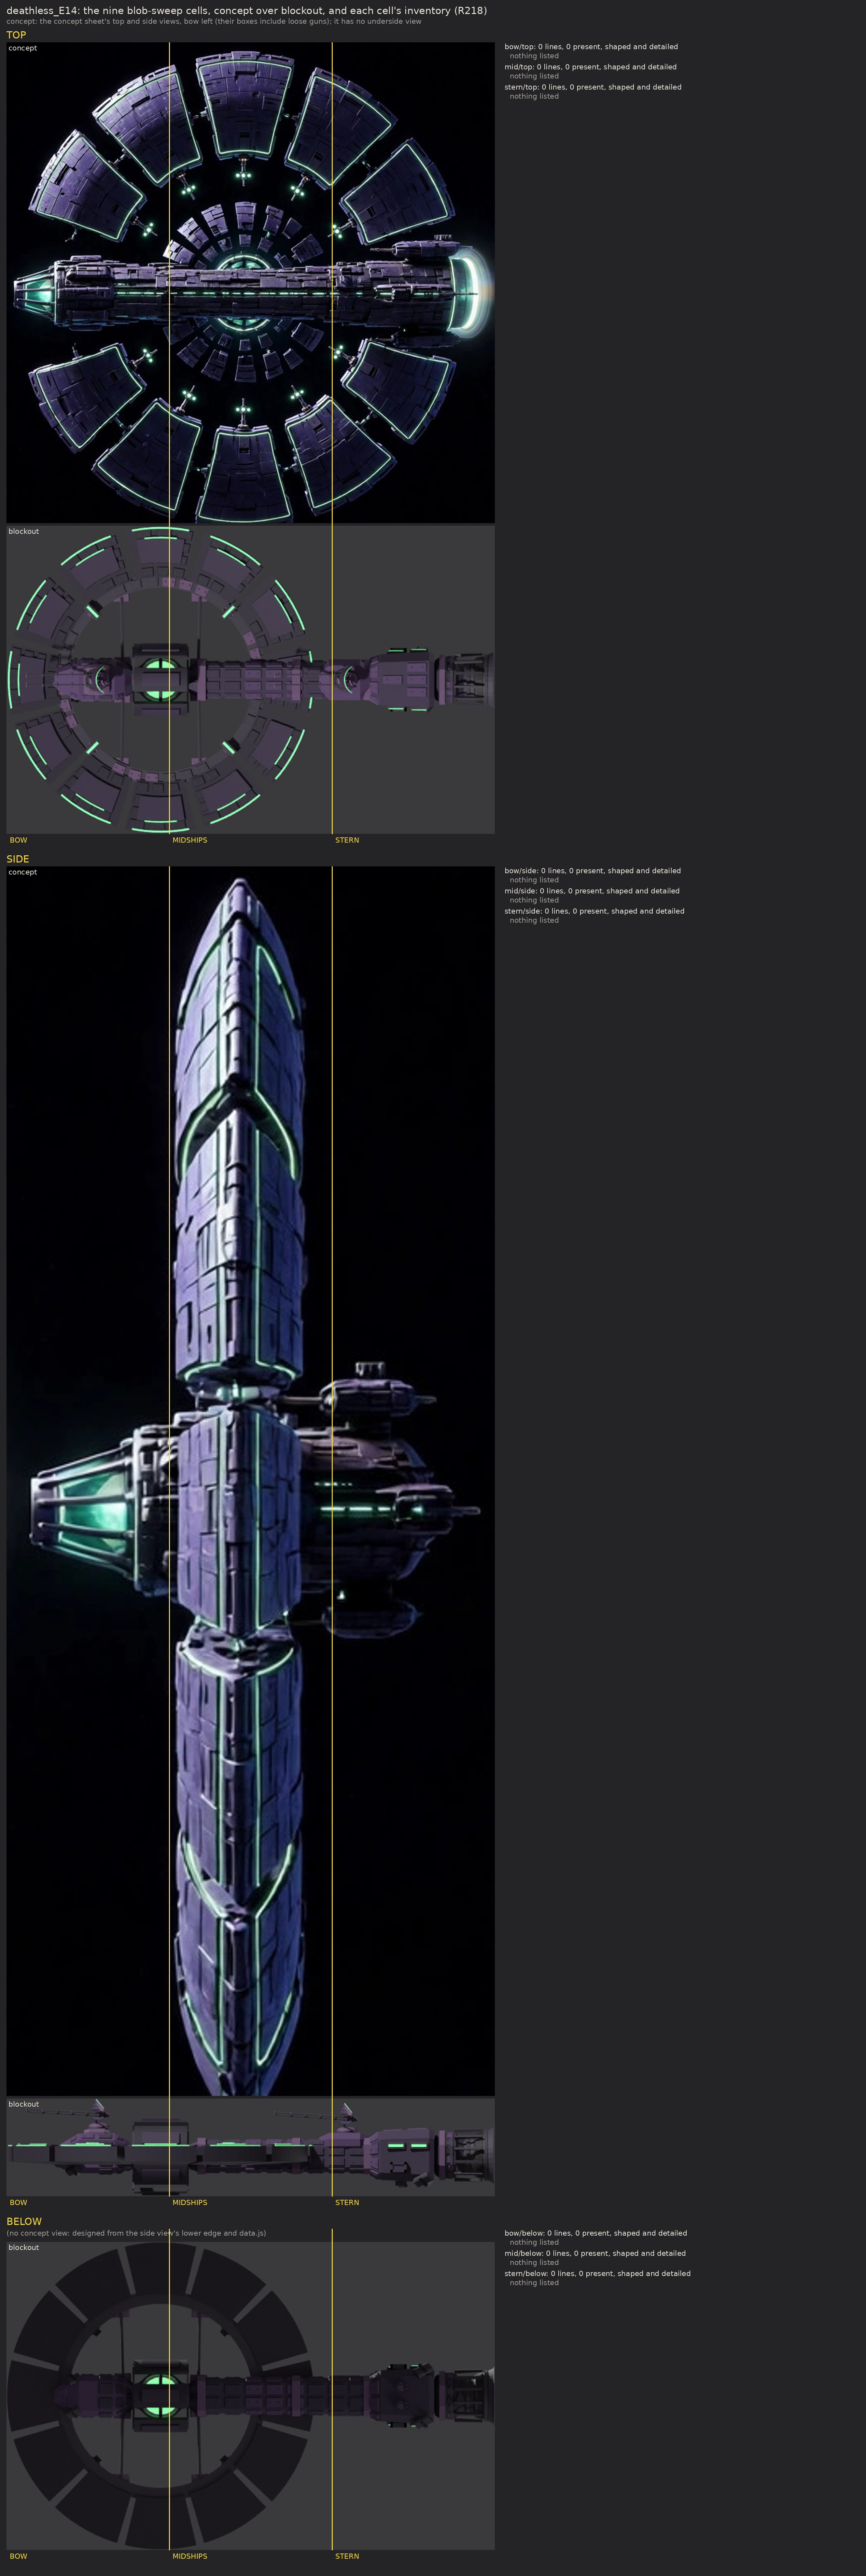 deathless_E14: the nine blob-sweep cells, concept over blockout, and each cell's inventory (R218)
concept: the concept sheet's top and side views, bow left (their boxes include loose guns); it has no underside view
TOP
concept
bow/top: 0 lines, 0 present, shaped and detailed
nothing listed
mid/top: 0 lines, 0 present, shaped and detailed
nothing listed
stern/top: 0 lines, 0 present, shaped and detailed
nothing listed
blockout
BOW
MIDSHIPS
STERN
SIDE
concept
bow/side: 0 lines, 0 present, shaped and detailed
nothing listed
mid/side: 0 lines, 0 present, shaped and detailed
nothing listed
stern/side: 0 lines, 0 present, shaped and detailed
nothing listed
blockout
BOW
MIDSHIPS
STERN
BELOW
(no concept view: designed from the side view's lower edge and data.js)
bow/below: 0 lines, 0 present, shaped and detailed
nothing listed
mid/below: 0 lines, 0 present, shaped and detailed
nothing listed
stern/below: 0 lines, 0 present, shaped and detailed
nothing listed
blockout
BOW
MIDSHIPS
STERN